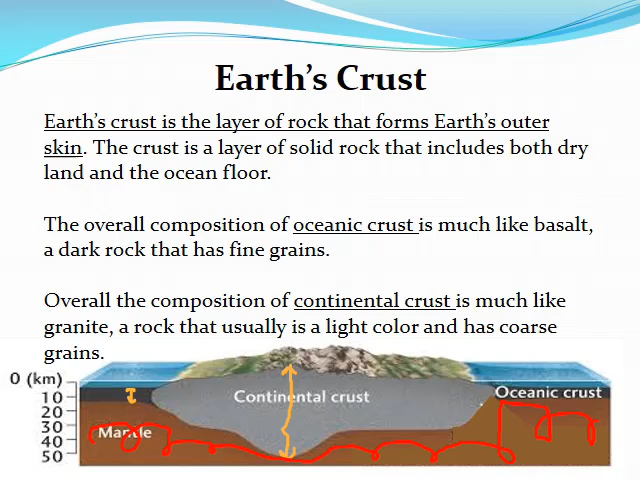 Earth's Crust
Earth's crust is the layer of rock that forms Earth's outer
skin. The crust is a layer of solid rock that includes both dry
land and the ocean floor.
The overall composition of oceanic crust is much like basalt,
a dark rock that has fine grains.
Overall the composition of continental crust is much like
granite, a rock that usually is a light color and has coarse
grains.
0 (km)
10
20
30
40
50
Continental crust
Oceanic crust
Mantle